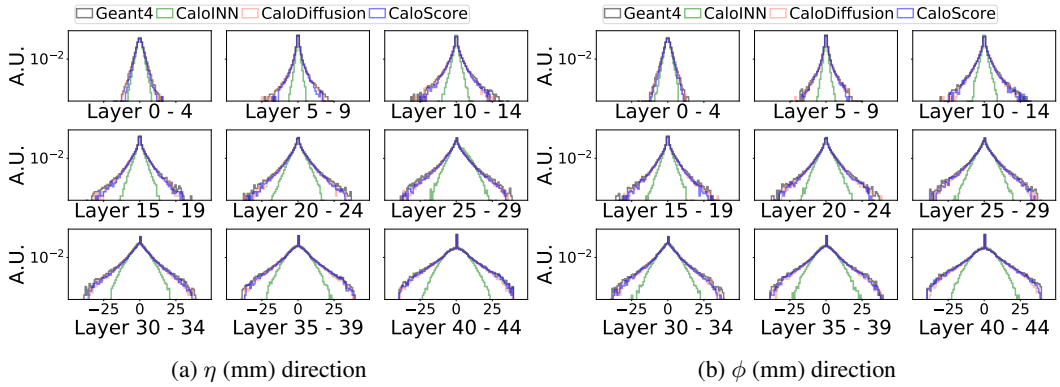 Geant4 CaloINN CaloDiffusion CaloScore
A.U. 10⁻²
Layer 0 - 4 Layer 5 - 9 Layer 10 - 14
A.U. 10⁻²
Layer 15 - 19 Layer 20 - 24 Layer 25 - 29
A.U. 10⁻²
−25 0 25 −25 0 25 −25 0 25
Layer 30 - 34 Layer 35 - 39 Layer 40 - 44
(a) η (mm) direction
Geant4 CaloINN CaloDiffusion CaloScore
A.U. 10⁻²
Layer 0 - 4 Layer 5 - 9 Layer 10 - 14
A.U. 10⁻²
Layer 15 - 19 Layer 20 - 24 Layer 25 - 29
A.U. 10⁻²
−25 0 25 −25 0 25 −25 0 25
Layer 30 - 34 Layer 35 - 39 Layer 40 - 44
(b) ϕ (mm) direction